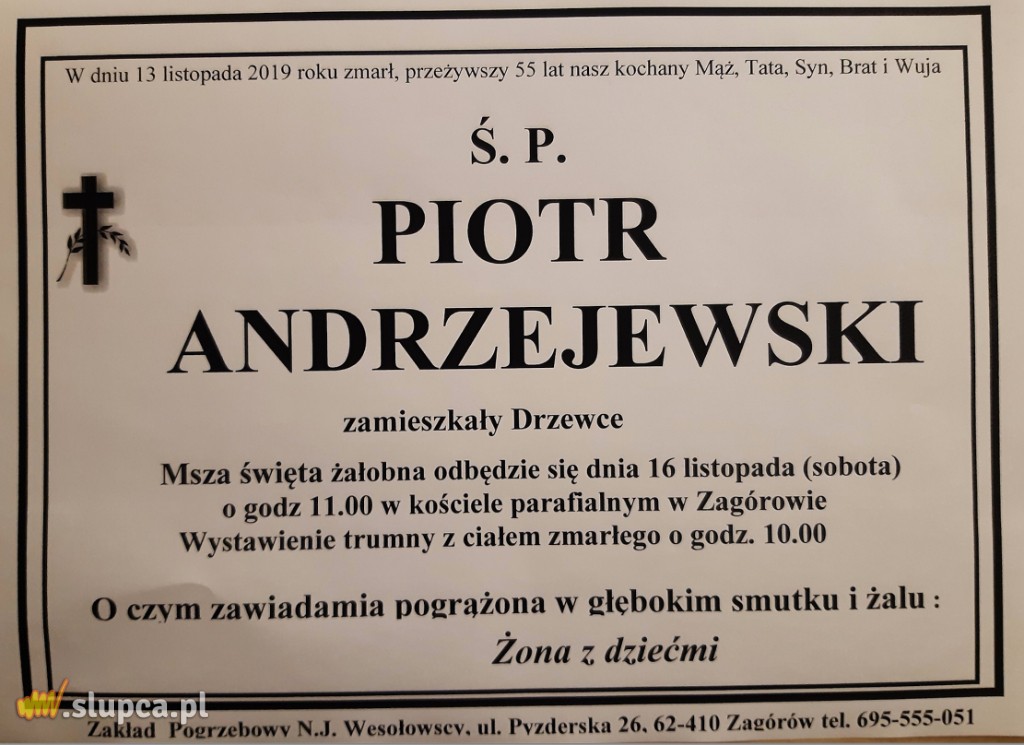 W dniu 13 listopada 2019 roku zmarł, przeżywszy 55 lat nasz kochany Mąż, Tata, Syn, Brat i Wuja
Ś. P.
PIOTR
ANDRZEJEWSKI
zamieszkały Drzewce
Msza święta żałobna odbędzie się dnia 16 listopada (sobota)
o godz 11.00 w kościele parafialnym w Zagórowie
Wystawienie trumny z ciałem zmarłego o godz. 10.00
O czym zawiadamia pogrążona w głębokim smutku i żalu :
Żona z dziećmi
.slupca.pl
Zakład Pogrzebowy N.J. Wesołowscy, ul. Pyzderska 26, 62-410 Zagórów tel. 695-555-051